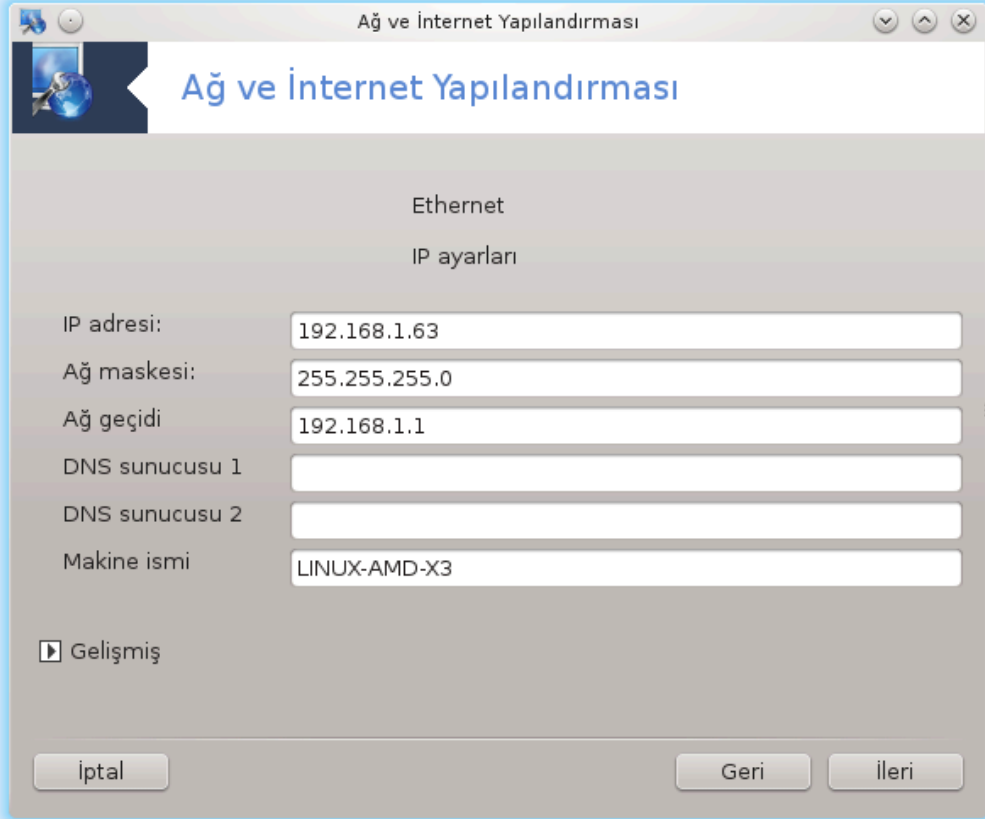 Ağ ve İnternet Yapılandırması
Ağ ve İnternet Yapılandırması
Ethernet
IP ayarları
IP adresi: 192.168.1.63
Ağ maskesi: 255.255.255.0
Ağ geçidi 192.168.1.1
DNS sunucusu 1
DNS sunucusu 2
Makine ismi LINUX-AMD-X3
Gelişmiş
İptal Geri İleri